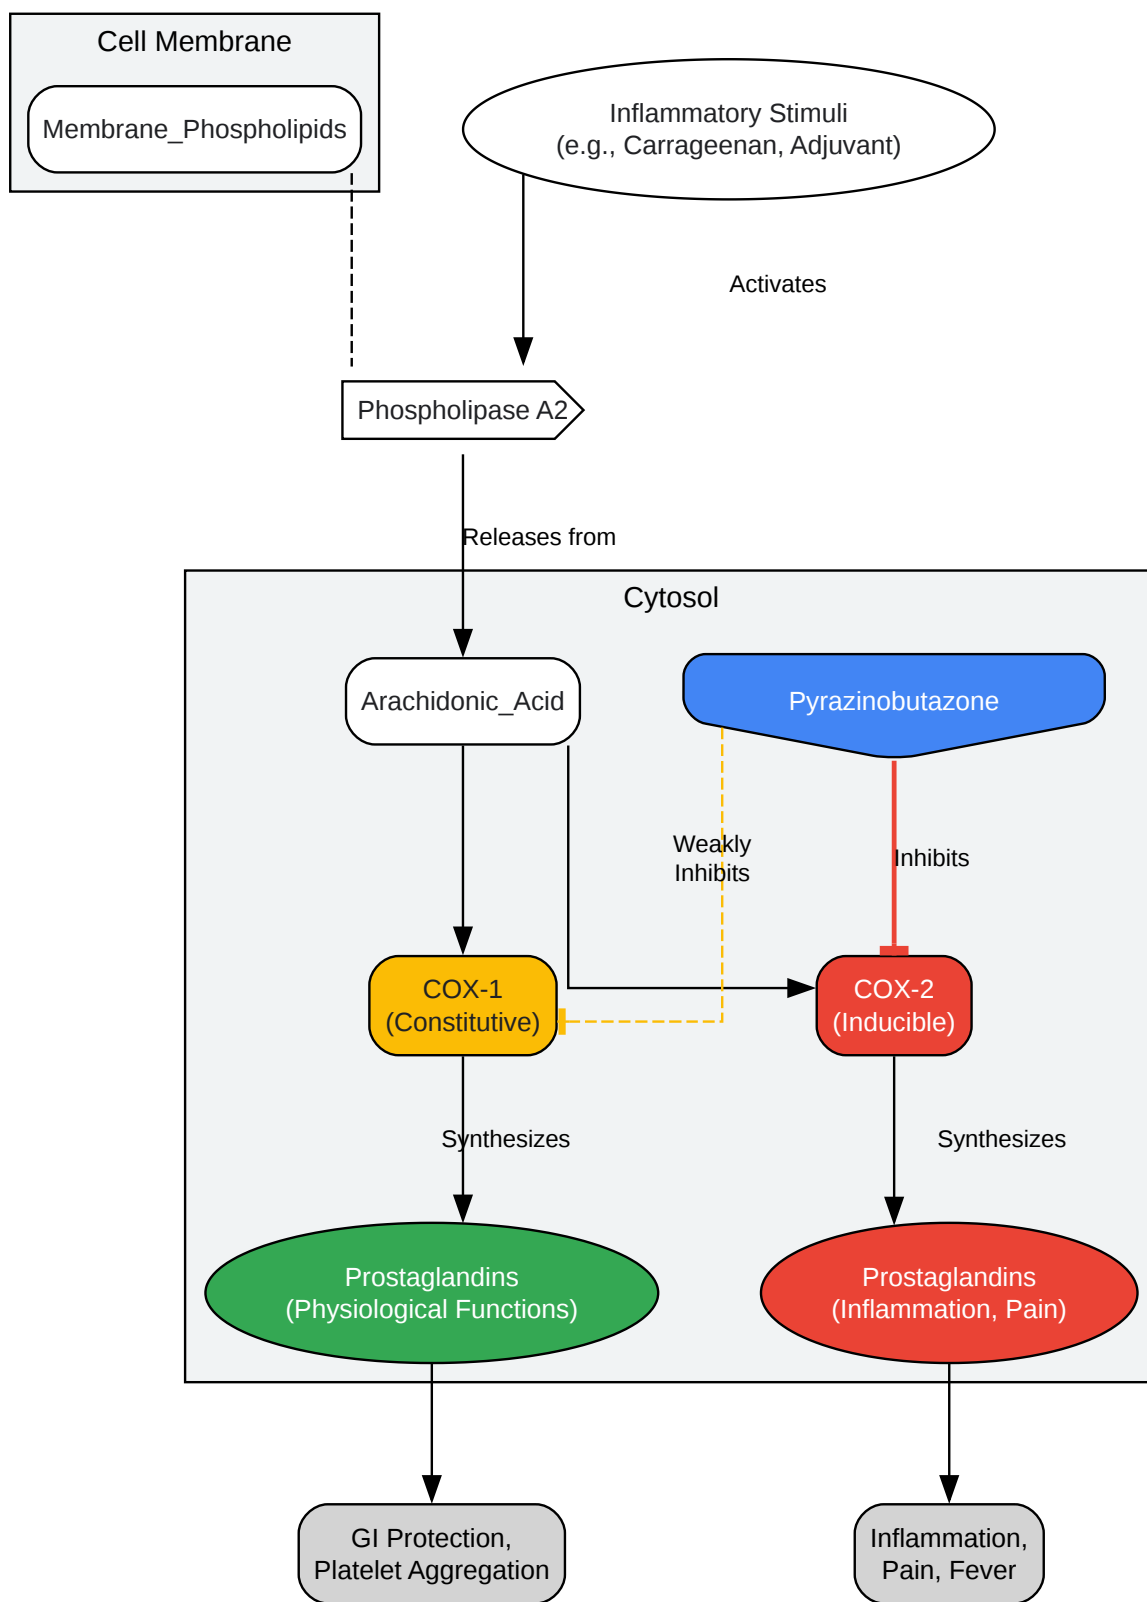 Cell Membrane
Membrane_Phospholipids
Inflammatory Stimuli
(e.g., Carrageenan, Adjuvant)
Activates
Phospholipase A2
Releases from
Cytosol
Arachidonic_Acid
Pyrazinobutazone
Weakly
Inhibits
Inhibits
COX-1
(Constitutive)
COX-2
(Inducible)
Synthesizes
Synthesizes
Prostaglandins
(Physiological Functions)
Prostaglandins
(Inflammation, Pain)
GI Protection,
Platelet Aggregation
Inflammation,
Pain, Fever